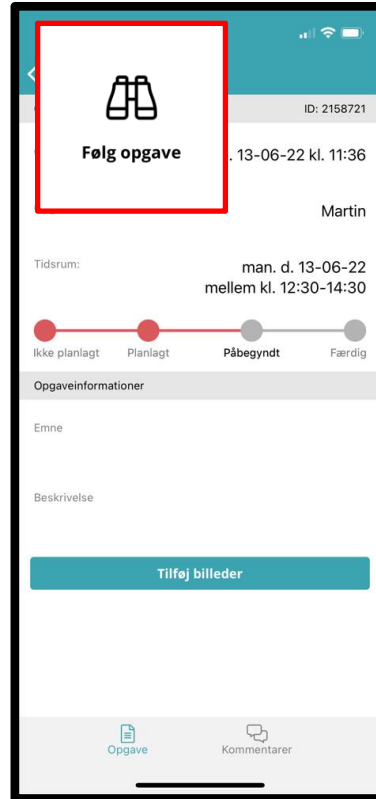 ID: 2158721
Følg opgave
. 13-06-22 kl. 11:36
Martin
Tidsrum:
man. d. 13-06-22
mellem kl. 12:30-14:30
Ikke planlagt
Planlagt
Påbegyndt
Færdig
Opgaveinformationer
Emne
Beskrivelse
Tilføj billeder
Opgave
Kommentarer